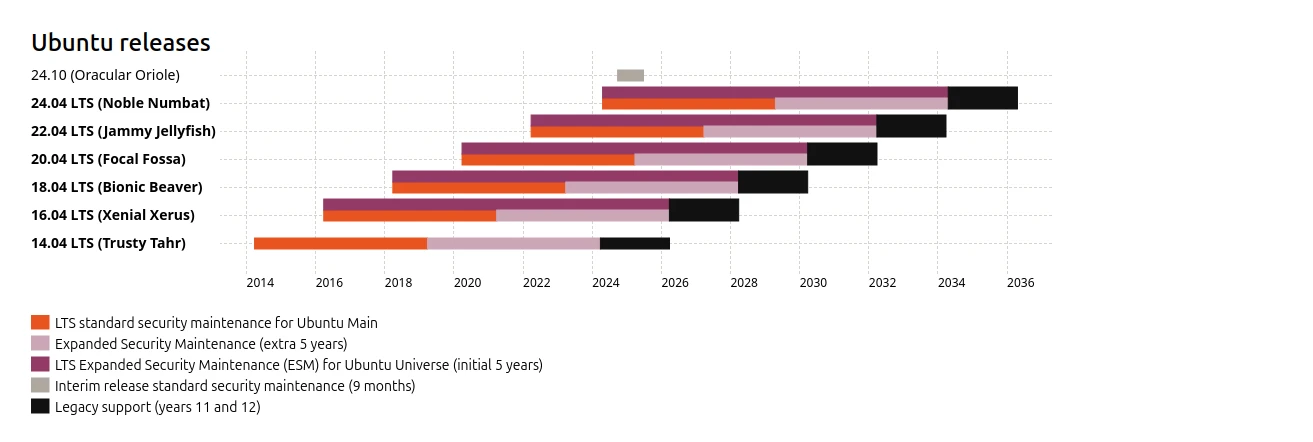 Ubuntu releases
24.10 (Oracular Oriole)
24.04 LTS (Noble Numbat)
22.04 LTS (Jammy Jellyfish)
20.04 LTS (Focal Fossa)
18.04 LTS (Bionic Beaver)
16.04 LTS (Xenial Xerus)
14.04 LTS (Trusty Tahr)
2014 2016 2018 2020 2022 2024 2026 2028 2030 2032 2034 2036
LTS standard security maintenance for Ubuntu Main
Expanded Security Maintenance (extra 5 years)
LTS Expanded Security Maintenance (ESM) for Ubuntu Universe (initial 5 years)
Interim release standard security maintenance (9 months)
Legacy support (years 11 and 12)